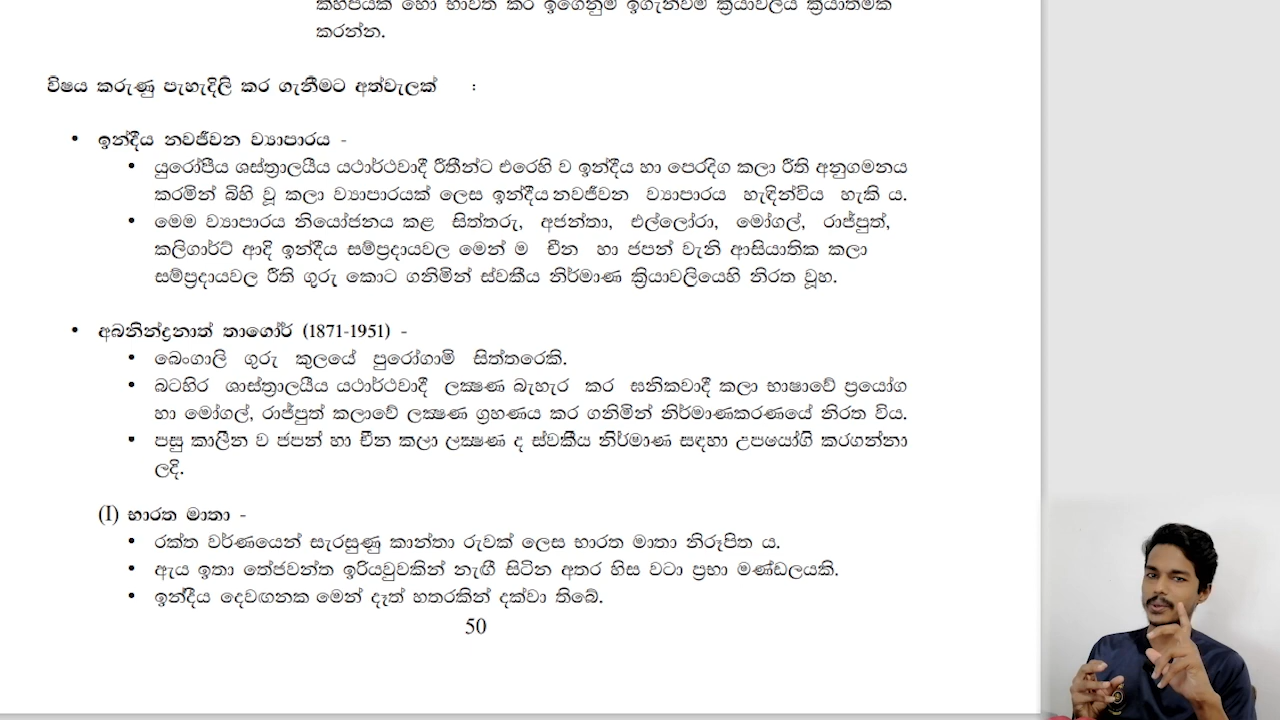 කිහිපයක් හෝ භාවිත කර ඉගෙනුම් ඉගැන්වීම් ක්‍රියාවලිය ක්‍රියාත්මක
කරන්න.
විෂය කරුණු පැහැදිලි කර ගැනීමට අත්වැලක් :
• ඉන්දීය නවජීවන ව්‍යාපාරය -
• යුරෝපීය ශස්ත්‍රාලයීය යථාර්ථවාදී රීතීන්ට එරෙහි ව ඉන්දීය හා පෙරදිග කලා රීති අනුගමනය
කරමින් බිහි වූ කලා ව්‍යාපාරයක් ලෙස ඉන්දීය නවජීවන ව්‍යාපාරය හැඳින්විය හැකි ය.
• මෙම ව්‍යාපාරය නියෝජනය කළ සිත්තරු, අජන්තා, එල්ලෝරා, මෝගල්, රාජ්පුත්,
කලිගාර්ට් ආදි ඉන්දීය සම්ප්‍රදායවල මෙන් ම චීන හා ජපන් වැනි ආසියාතික කලා
සම්ප්‍රදායවල රීති ගුරු කොට ගනිමින් ස්වකීය නිර්මාණ ක්‍රියාවලියෙහි නිරත වූහ.
• අබනින්ද්‍රනාත් තාගෝර් (1871-1951) -
• බෙංගාලි ගුරු කුලයේ පුරෝගාමි සිත්තරෙකි.
• බටහිර ශාස්ත්‍රාලයීය යථාර්ථවාදී ලක්‍ෂණ බැහැර කර ඝනිකවාදී කලා භාෂාවේ ප්‍රයෝග
හා මෝගල්, රාජ්පුත් කලාවේ ලක්‍ෂණ ග්‍රහණය කර ගනිමින් නිර්මාණකරණයේ නිරත විය.
• පසු කාලීන ව ජපන් හා චීන කලා ලක්‍ෂණ ද ස්වකීය නිර්මාණ සඳහා උපයෝගි කරගන්නා
ලදි.
(I) භාරත මාතා -
• රක්ත වර්ණයෙන් සැරසුණු කාන්තා රුවක් ලෙස භාරත මාතා නිරූපිත ය.
• ඇය ඉතා තේජවන්ත ඉරියවුවකින් නැඟී සිටින අතර හිස වටා ප්‍රභා මණ්ඩලයකි.
• ඉන්දීය දෙවඟනක මෙන් දෑත් හතරකින් දක්වා තිබේ.
50